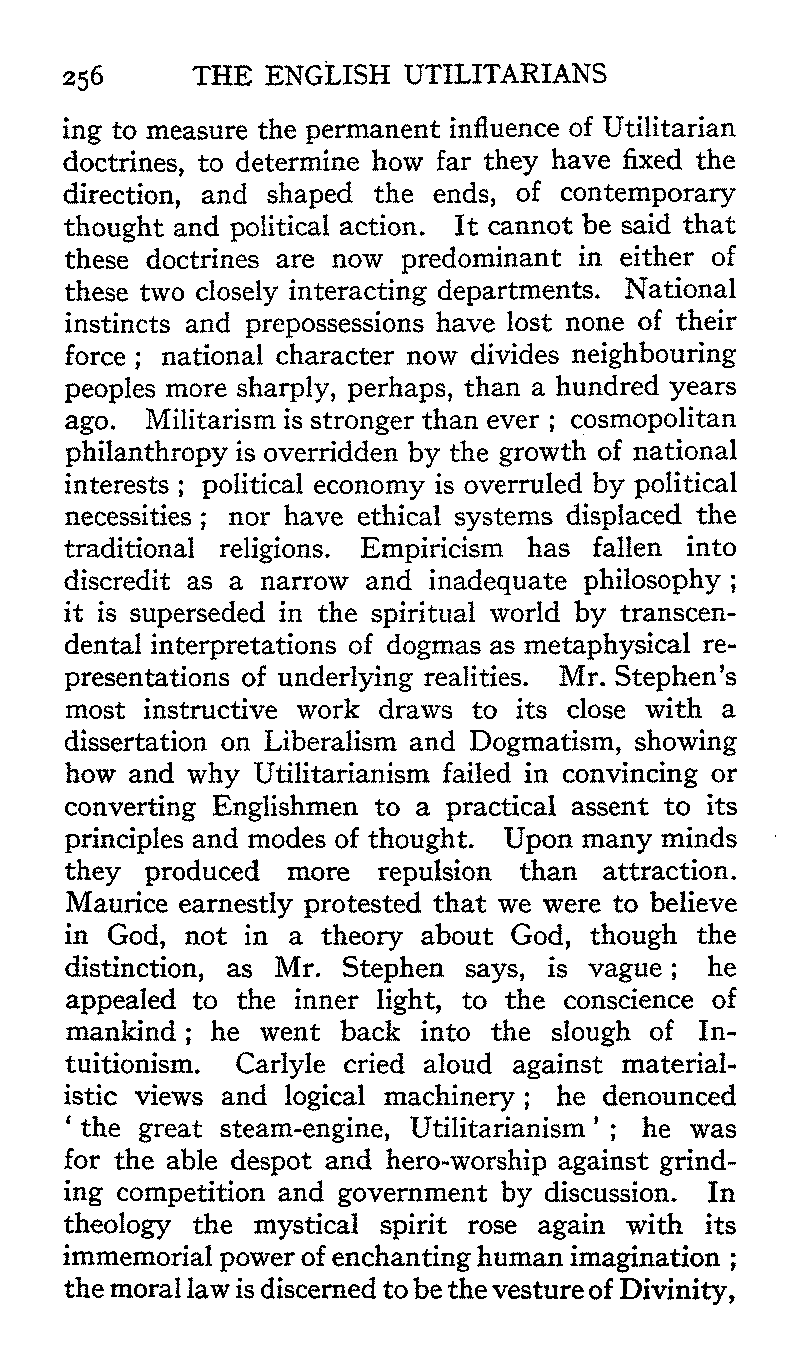 256 THE ENGLISH UTILITARIANS
ing to measure the permanent influence of Utilitarian
doctrines, to determine how far they have fixed the
direction, and shaped the ends, of contemporary
thought and political action. It cannot be said that
these doctrines are now predominant in either of
these two closely interacting departments. National
instincts and prepossessions have lost none of their
force ; national character now divides neighbouring
peoples more sharply, perhaps, than a hundred years
ago. Militarism is stronger than ever ; cosmopolitan
philanthropy is overridden by the growth of national
interests ; political economy is overruled by political
necessities ; nor have ethical systems displaced the
traditional religions. Empiricism has fallen into
discredit as a narrow and inadequate philosophy ;
it is superseded in the spiritual world by transcen-
dental interpretations of dogmas as metaphysical re-
presentations of underlying realities. Mr. Stephen's
most instructive work draws to its close with a
dissertation on Liberalism and Dogmatism, showing
how and why Utilitarianism failed in convincing or
converting Englishmen to a practical assent to its
principles and modes of thought. Upon many minds
they produced more repulsion than attraction.
Maurice earnestly protested that we were to believe
in God, not in a theory about God, though the
distinction, as Mr. Stephen says, is vague ; he
appealed to the inner light, to the conscience of
mankind ; he went back into the slough of In-
tuitionism. Carlyle cried aloud against material-
istic views and logical machinery ; he denounced
‘ the great steam-engine, Utilitarianism ’ ; he was
for the able despot and hero-worship against grind-
ing competition and government by discussion. In
theology the mystical spirit rose again with its
immemorial power of enchanting human imagination ;
the moral law is discerned to be the vesture of Divinity,